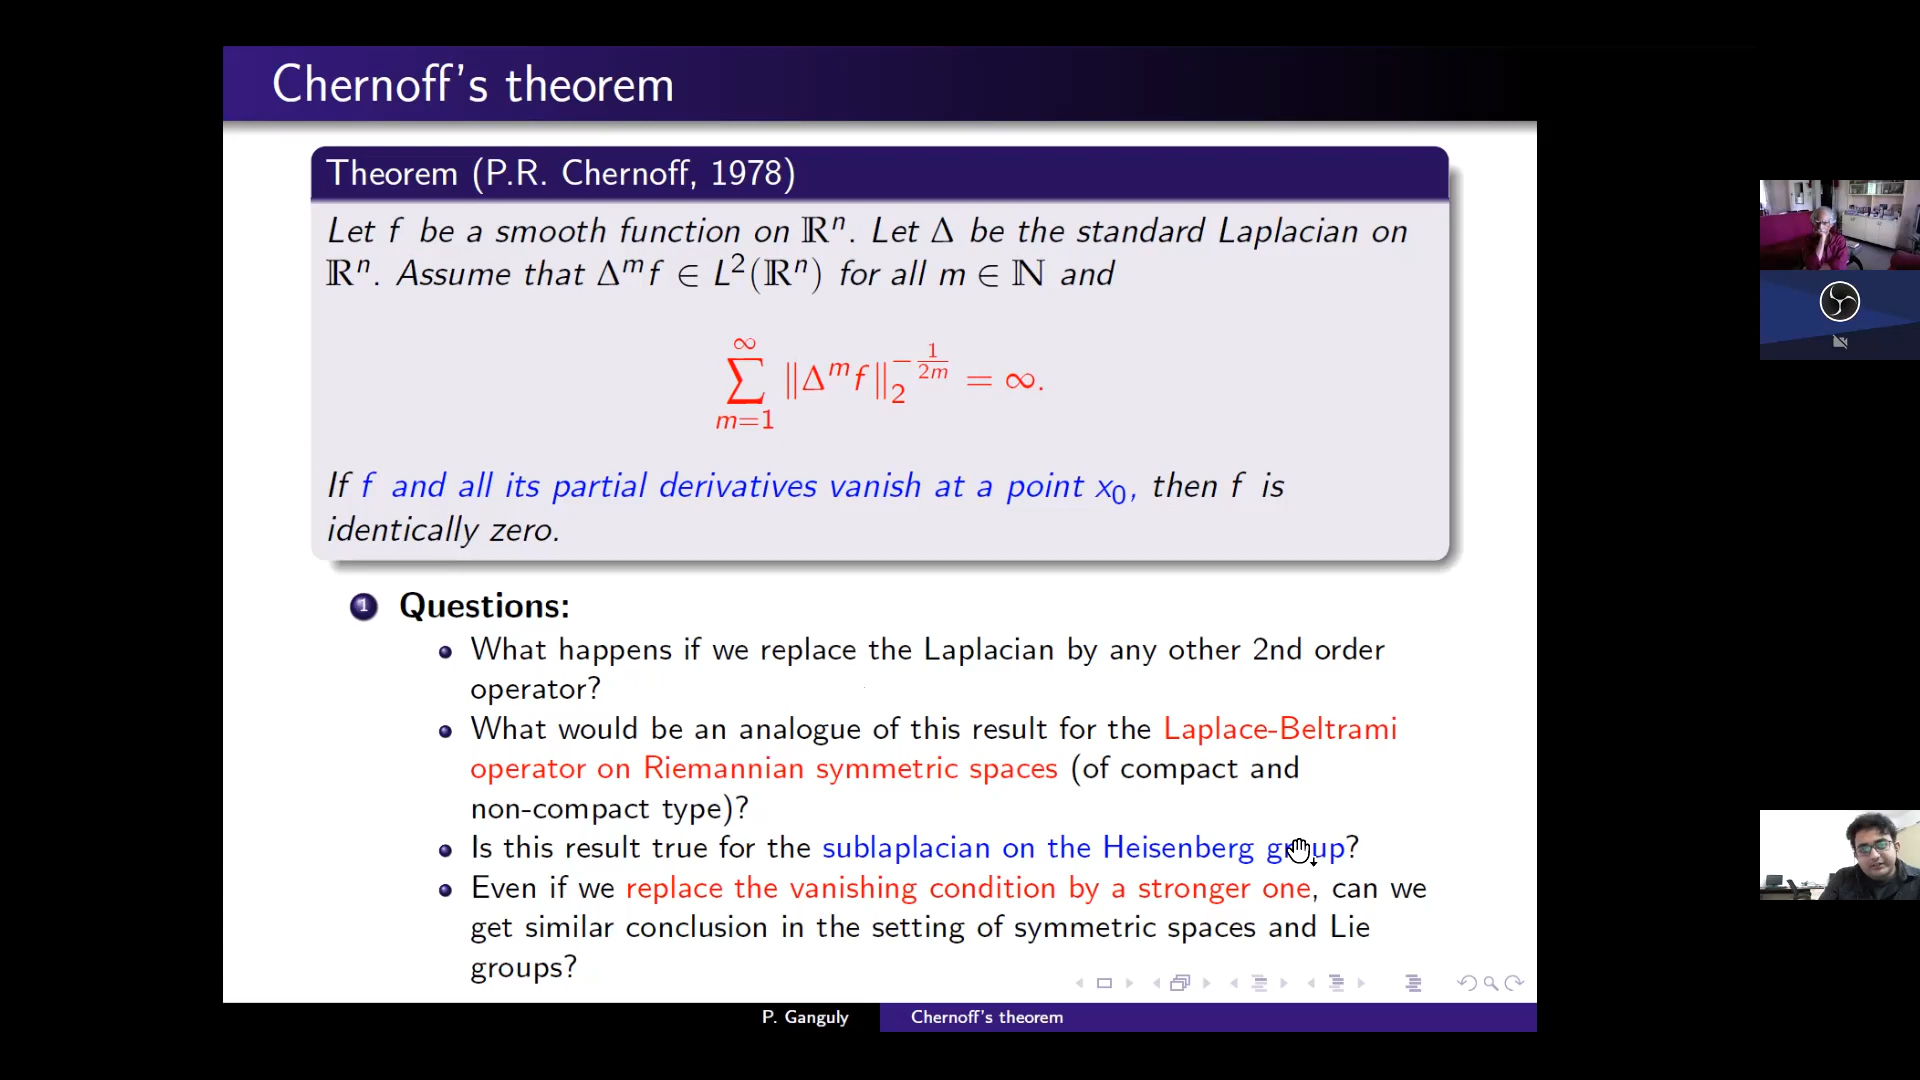 Chernoff's theorem
Theorem (P.R. Chernoff, 1978)
Let f be a smooth function on ℝⁿ. Let Δ be the standard Laplacian on
ℝⁿ. Assume that Δᵐf ∈ L²(ℝⁿ) for all m ∈ ℕ and
∑_{m=1}^{∞} ‖Δᵐf‖₂^{-1/(2m)} = ∞.
If f and all its partial derivatives vanish at a point x₀, then f is
identically zero.
1 Questions:
What happens if we replace the Laplacian by any other 2nd order
operator?
What would be an analogue of this result for the Laplace-Beltrami
operator on Riemannian symmetric spaces (of compact and
non-compact type)?
Is this result true for the sublaplacian on the Heisenberg group?
Even if we replace the vanishing condition by a stronger one, can we
get similar conclusion in the setting of symmetric spaces and Lie
groups?
P. Ganguly Chernoff's theorem